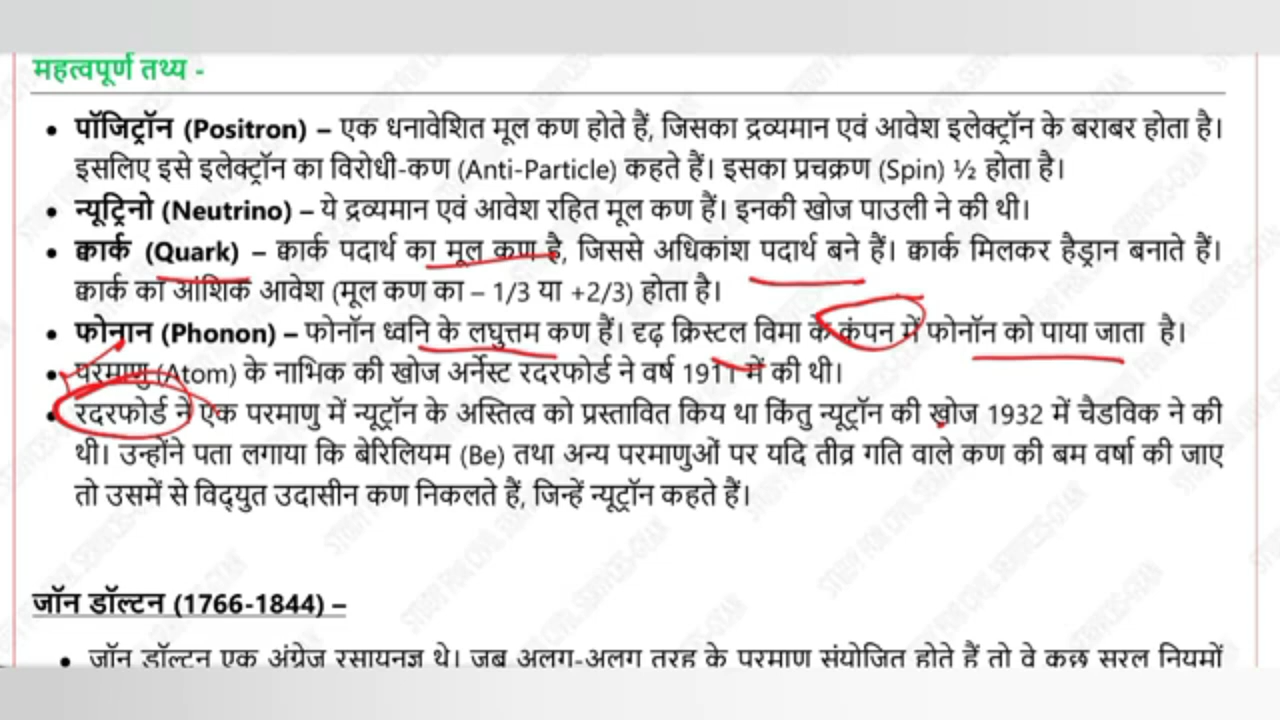 महत्वपूर्ण तथ्य -
• पॉजिट्रॉन (Positron) – एक धनावेशित मूल कण होते हैं, जिसका द्रव्यमान एवं आवेश इलेक्ट्रॉन के बराबर होता है।
इसलिए इसे इलेक्ट्रॉन का विरोधी-कण (Anti-Particle) कहते हैं। इसका प्रचक्रण (Spin) ½ होता है।
• न्यूट्रिनो (Neutrino) – ये द्रव्यमान एवं आवेश रहित मूल कण हैं। इनकी खोज पाउली ने की थी।
• क्वार्क (Quark) – क्वार्क पदार्थ का मूल कण है, जिससे अधिकांश पदार्थ बने हैं। क्वार्क मिलकर हैड्रान बनाते हैं।
क्वार्क का आंशिक आवेश (मूल कण का – 1/3 या +2/3) होता है।
• फोनान (Phonon) – फोनॉन ध्वनि के लघुत्तम कण हैं। दृढ़ क्रिस्टल विमा के कंपन में फोनॉन को पाया जाता है।
• परमाणु (Atom) के नाभिक की खोज अर्नेस्ट रदरफोर्ड ने वर्ष 1911 में की थी।
• रदरफोर्ड ने एक परमाणु में न्यूट्रॉन के अस्तित्व को प्रस्तावित किय था किंतु न्यूट्रॉन की खोज 1932 में चैडविक ने की
थी। उन्होंने पता लगाया कि बेरिलियम (Be) तथा अन्य परमाणुओं पर यदि तीव्र गति वाले कण की बम वर्षा की जाए
तो उसमें से विद्युत उदासीन कण निकलते हैं, जिन्हें न्यूट्रॉन कहते हैं।
जॉन डॉल्टन (1766-1844) –
• जॉन डॉल्टन एक अंग्रेज रसायनज्ञ थे। जब अलग-अलग तरह के परमाणु संयोजित होते हैं तो वे कुछ सरल नियमों